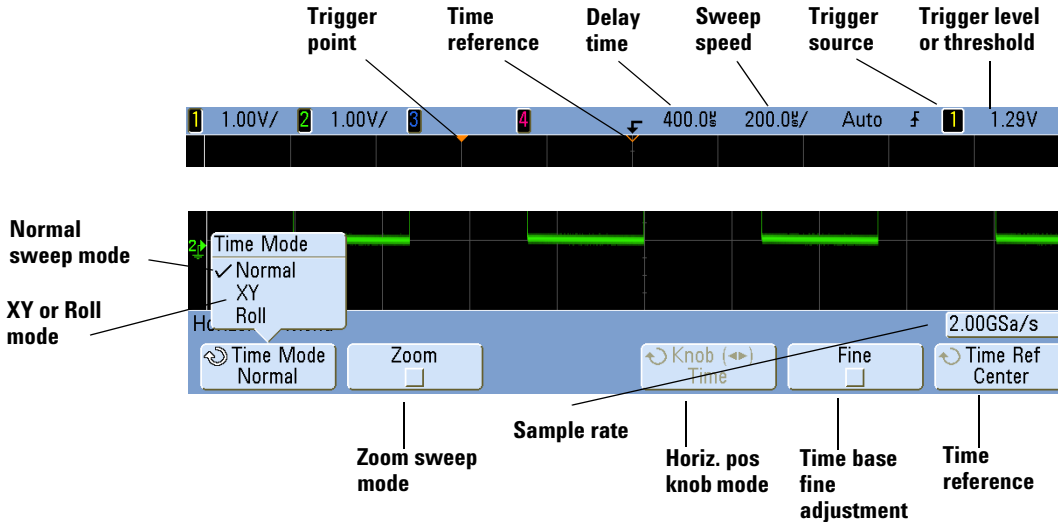 Trigger point
Time reference
Delay time
Sweep speed
Trigger source
Trigger level or threshold
1 1.00V/ 2 1.00V/ 3 4 400.0µs 200.0µs/ Auto 1 1.29V
Normal sweep mode
XY or Roll mode
2
Time Mode
✓ Normal
XY
Roll
2.00GSa/s
Time Mode
Normal
Zoom
Knob (◄►)
Time
Fine
Time Ref
Center
Sample rate
Zoom sweep mode
Horiz. pos knob mode
Time base fine adjustment
Time reference